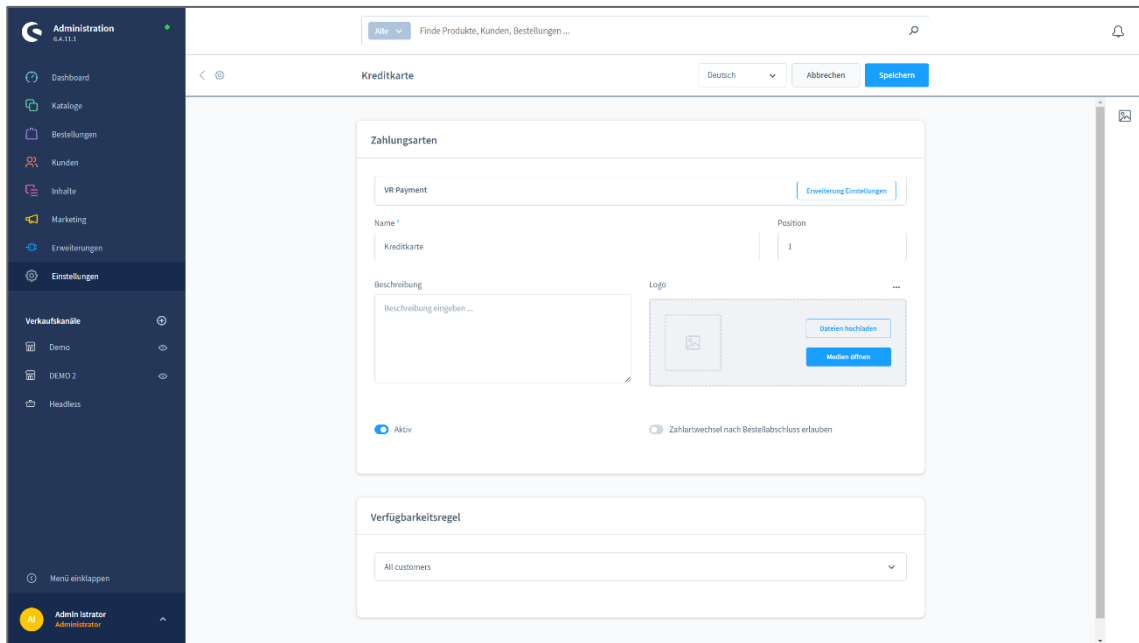 Administration
6.4.11.1
Alle
Finde Produkte, Kunden, Bestellungen ...
Dashboard
Kataloge
Bestellungen
Kunden
Inhalte
Marketing
Erweiterungen
Einstellungen
Verkaufskanäle
Demo
DEMO 2
Headless
Menü einklappen
AI
Admin istrator
Administrator
Kreditkarte
Deutsch
Abbrechen
Speichern
Zahlungsarten
VR Payment
Erweiterung Einstellungen
Name *
Position
Kreditkarte
1
Beschreibung
Logo
...
Beschreibung eingeben ...
Dateien hochladen
Medien öffnen
Aktiv
Zahlartwechsel nach Bestellabschluss erlauben
Verfügbarkeitsregel
All customers